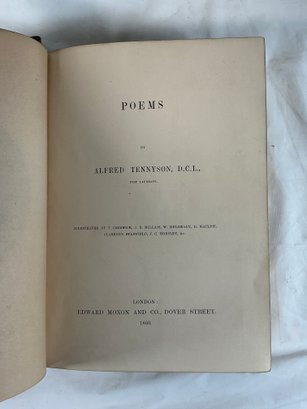 POEMS
BY
ALFRED TENNYSON, D.C.L.,
POET LAUREATE.
ILLUSTRATED BY T. CRESWICK, J. E. MILLAIS, W. MULREADY, D. MACLISE,
CLARKSON STANFIELD, J. C. HORSLEY, &c.
LONDON:
EDWARD MOXON AND CO., DOVER STREET.